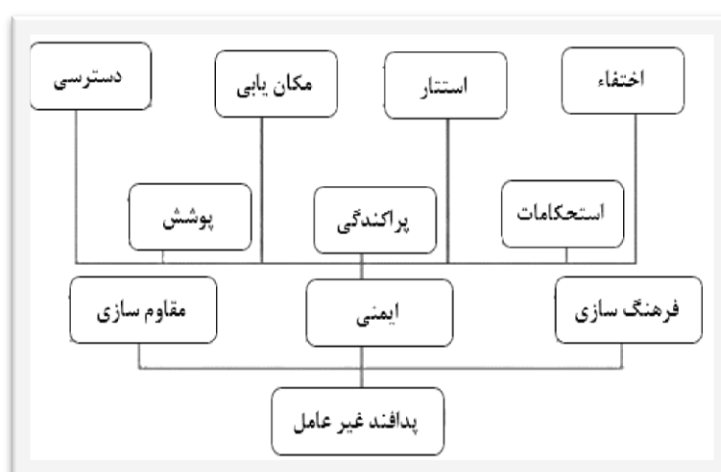 اختفاء
استتار
مکان یابی
دسترسی
استحکامات
پراکندگی
پوشش
فرهنگ سازی
ایمنی
مقاوم سازی
پدافند غیر عامل